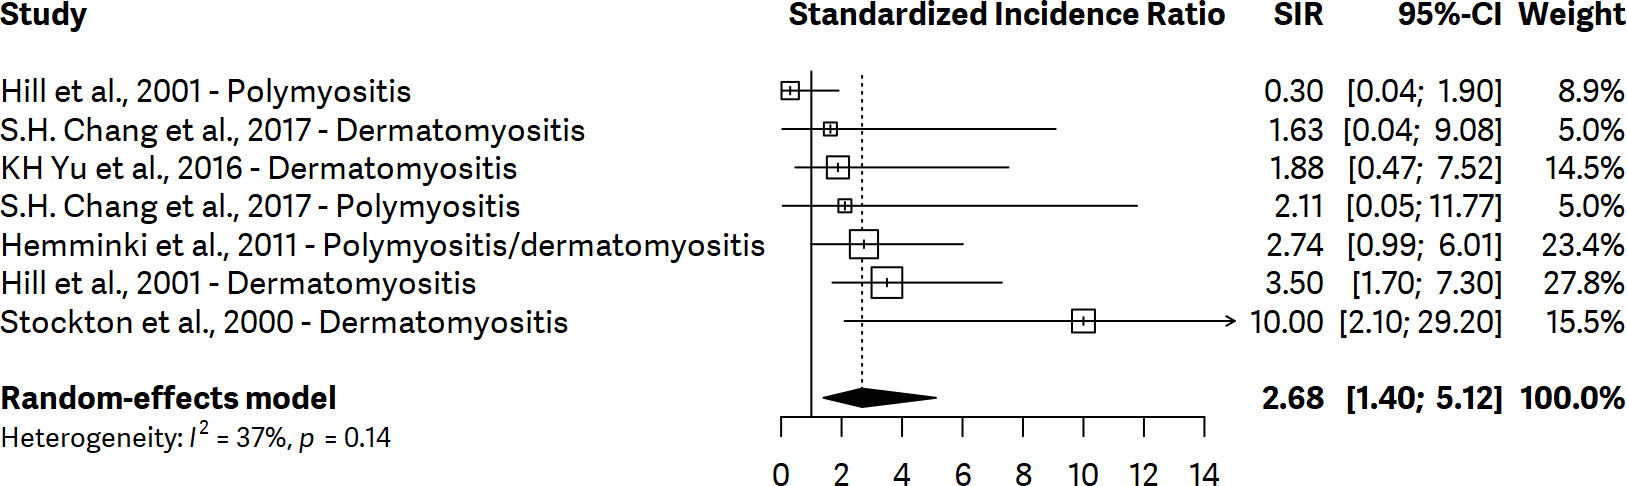 Study Standardized Incidence Ratio SIR 95%-CI Weight
Hill et al., 2001 - Polymyositis 0.30 [0.04; 1.90] 8.9%
S.H. Chang et al., 2017 - Dermatomyositis 1.63 [0.04; 9.08] 5.0%
KH Yu et al., 2016 - Dermatomyositis 1.88 [0.47; 7.52] 14.5%
S.H. Chang et al., 2017 - Polymyositis 2.11 [0.05; 11.77] 5.0%
Hemminki et al., 2011 - Polymyositis/dermatomyositis 2.74 [0.99; 6.01] 23.4%
Hill et al., 2001 - Dermatomyositis 3.50 [1.70; 7.30] 27.8%
Stockton et al., 2000 - Dermatomyositis 10.00 [2.10; 29.20] 15.5%
Random-effects model 2.68 [1.40; 5.12] 100.0%
Heterogeneity: I² = 37%, p = 0.14
0 2 4 6 8 10 12 14